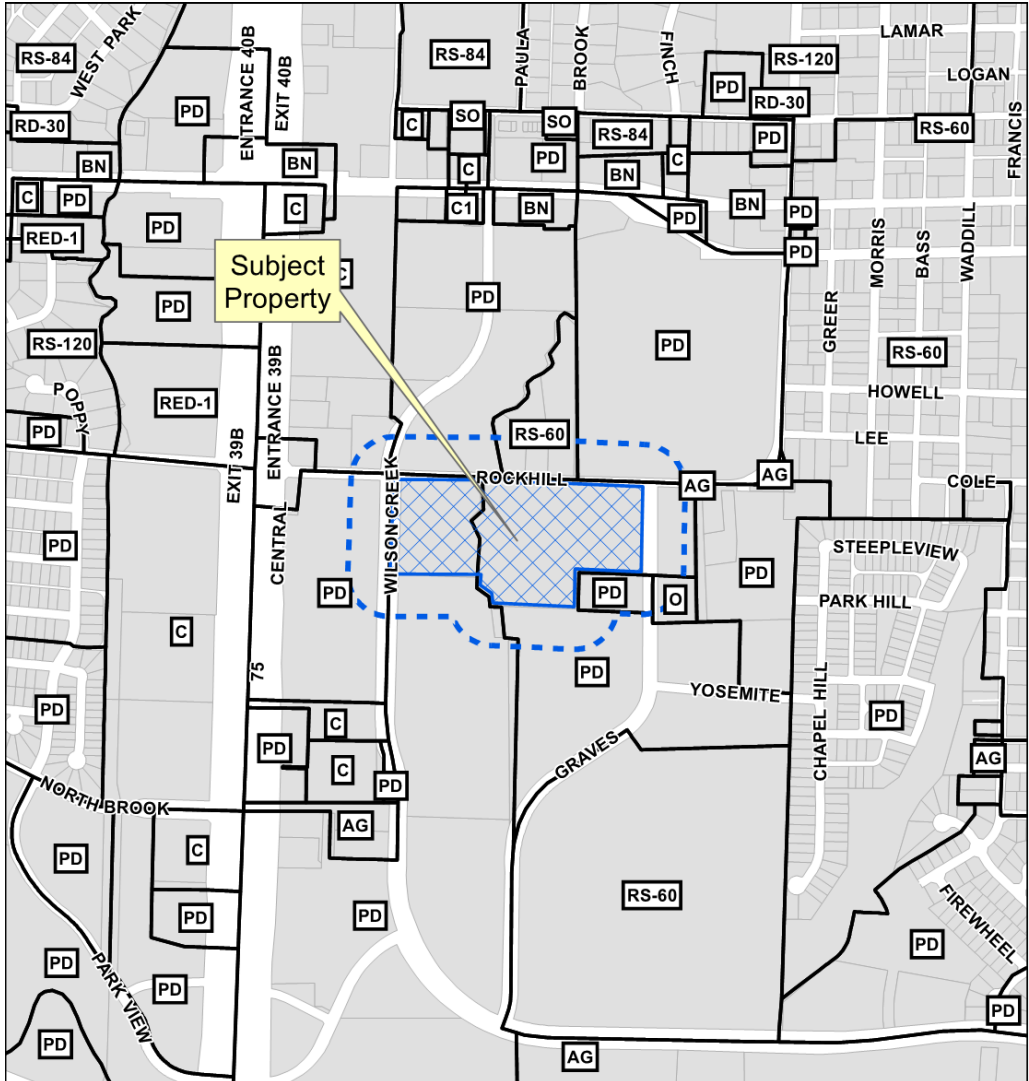 WEST PARK
RS-84
ENTRANCE 40B
EXIT 40B
RS-84
PAULA
BROOK
FINCH
LAMAR
RS-120
LOGAN
PD
PD
RD-30
FRANCIS
RD-30
C
SO
SO
RS-84
PD
RS-60
BN
BN
C
PD
BN
C
C
PD
C
C1
BN
PD
BN
PD
RED-1
PD
PD
MORRIS
BASS
WADDILL
Subject
Property
C
PD
PD
GREER
RS-120
PD
RS-60
POPPY
RED-1
ENTRANCE 39B
HOWELL
PD
RS-60
LEE
EXIT 39B
ROCKHILL
AG
AG
COLE
CENTRAL
WILSON CREEK
PD
STEEPLEVIEW
PD
PD
PD
O
PARK HILL
C
75
PD
YOSEMITE
CHAPEL HILL
PD
PD
C
PD
GRAVES
AG
C
PD
NORTH BROOK
AG
C
PD
RS-60
PD
PD
FIREWHEEL
PD
PD
PARK VIEW
PD
PD
PD
AG